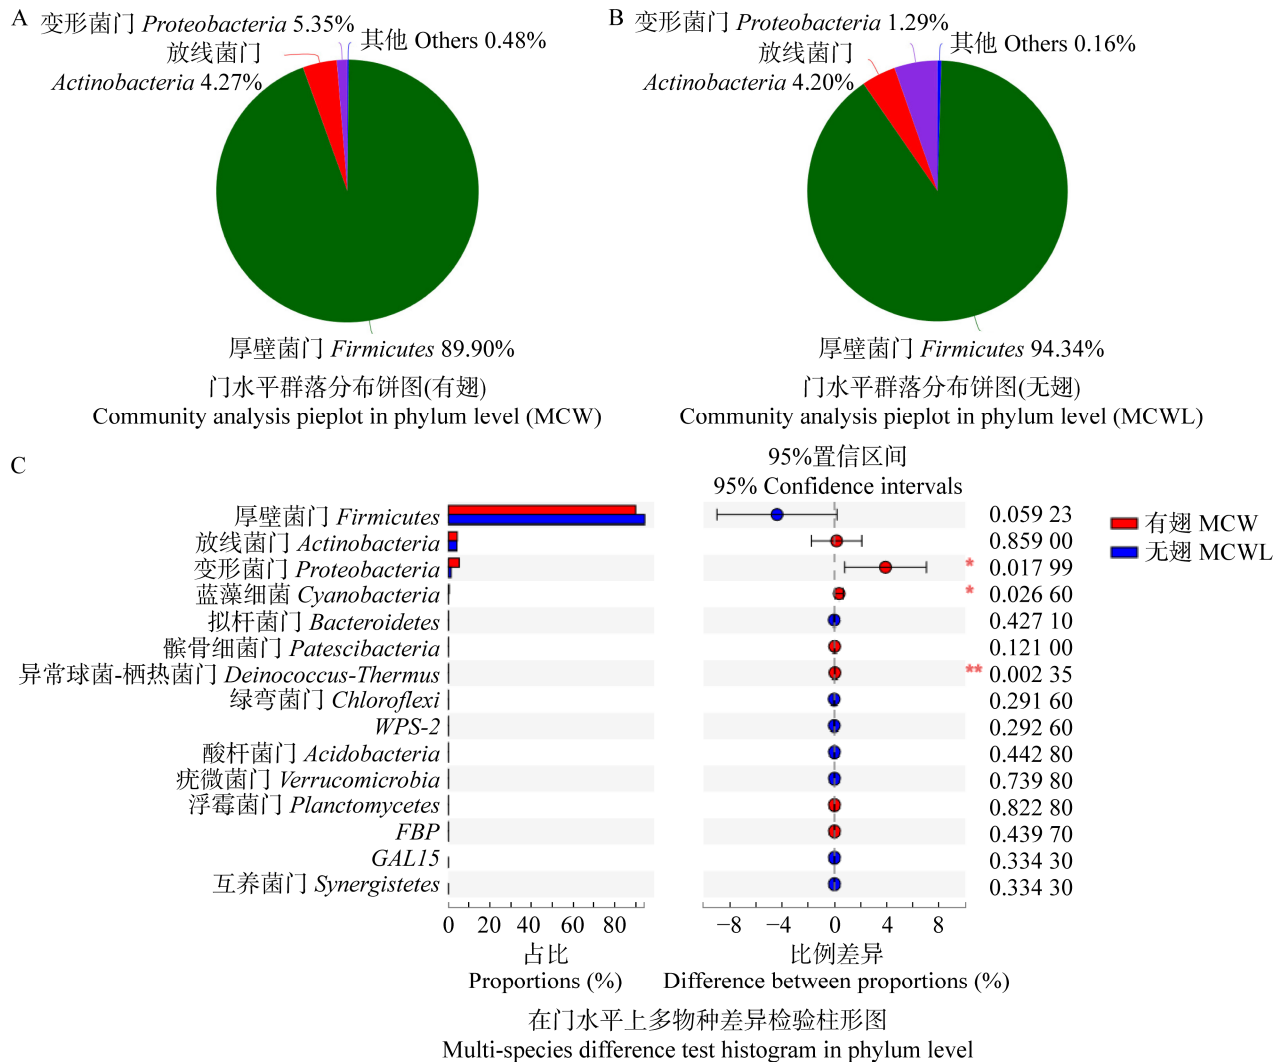 A
变形菌门 Proteobacteria 5.35%
其他 Others 0.48%
放线菌门
Actinobacteria 4.27%
厚壁菌门 Firmicutes 89.90%
门水平群落分布饼图(有翅)
Community analysis pieplot in phylum level (MCW)
B
变形菌门 Proteobacteria 1.29%
其他 Others 0.16%
放线菌门
Actinobacteria 4.20%
厚壁菌门 Firmicutes 94.34%
门水平群落分布饼图(无翅)
Community analysis pieplot in phylum level (MCWL)
C
95%置信区间
95% Confidence intervals
厚壁菌门 Firmicutes 0.059 23
放线菌门 Actinobacteria 0.859 00
变形菌门 Proteobacteria * 0.017 99
蓝藻细菌 Cyanobacteria * 0.026 60
拟杆菌门 Bacteroidetes 0.427 10
髌骨细菌门 Patescibacteria 0.121 00
异常球菌-栖热菌门 Deinococcus-Thermus ** 0.002 35
绿弯菌门 Chloroflexi 0.291 60
WPS-2 0.292 60
酸杆菌门 Acidobacteria 0.442 80
疣微菌门 Verrucomicrobia 0.739 80
浮霉菌门 Planctomycetes 0.822 80
FBP 0.439 70
GAL15 0.334 30
互养菌门 Synergistetes 0.334 30
有翅 MCW
无翅 MCWL
0 20 40 60 80
占比
Proportions (%)
−8 −4 0 4 8
比例差异
Difference between proportions (%)
在门水平上多物种差异检验柱形图
Multi-species difference test histogram in phylum level